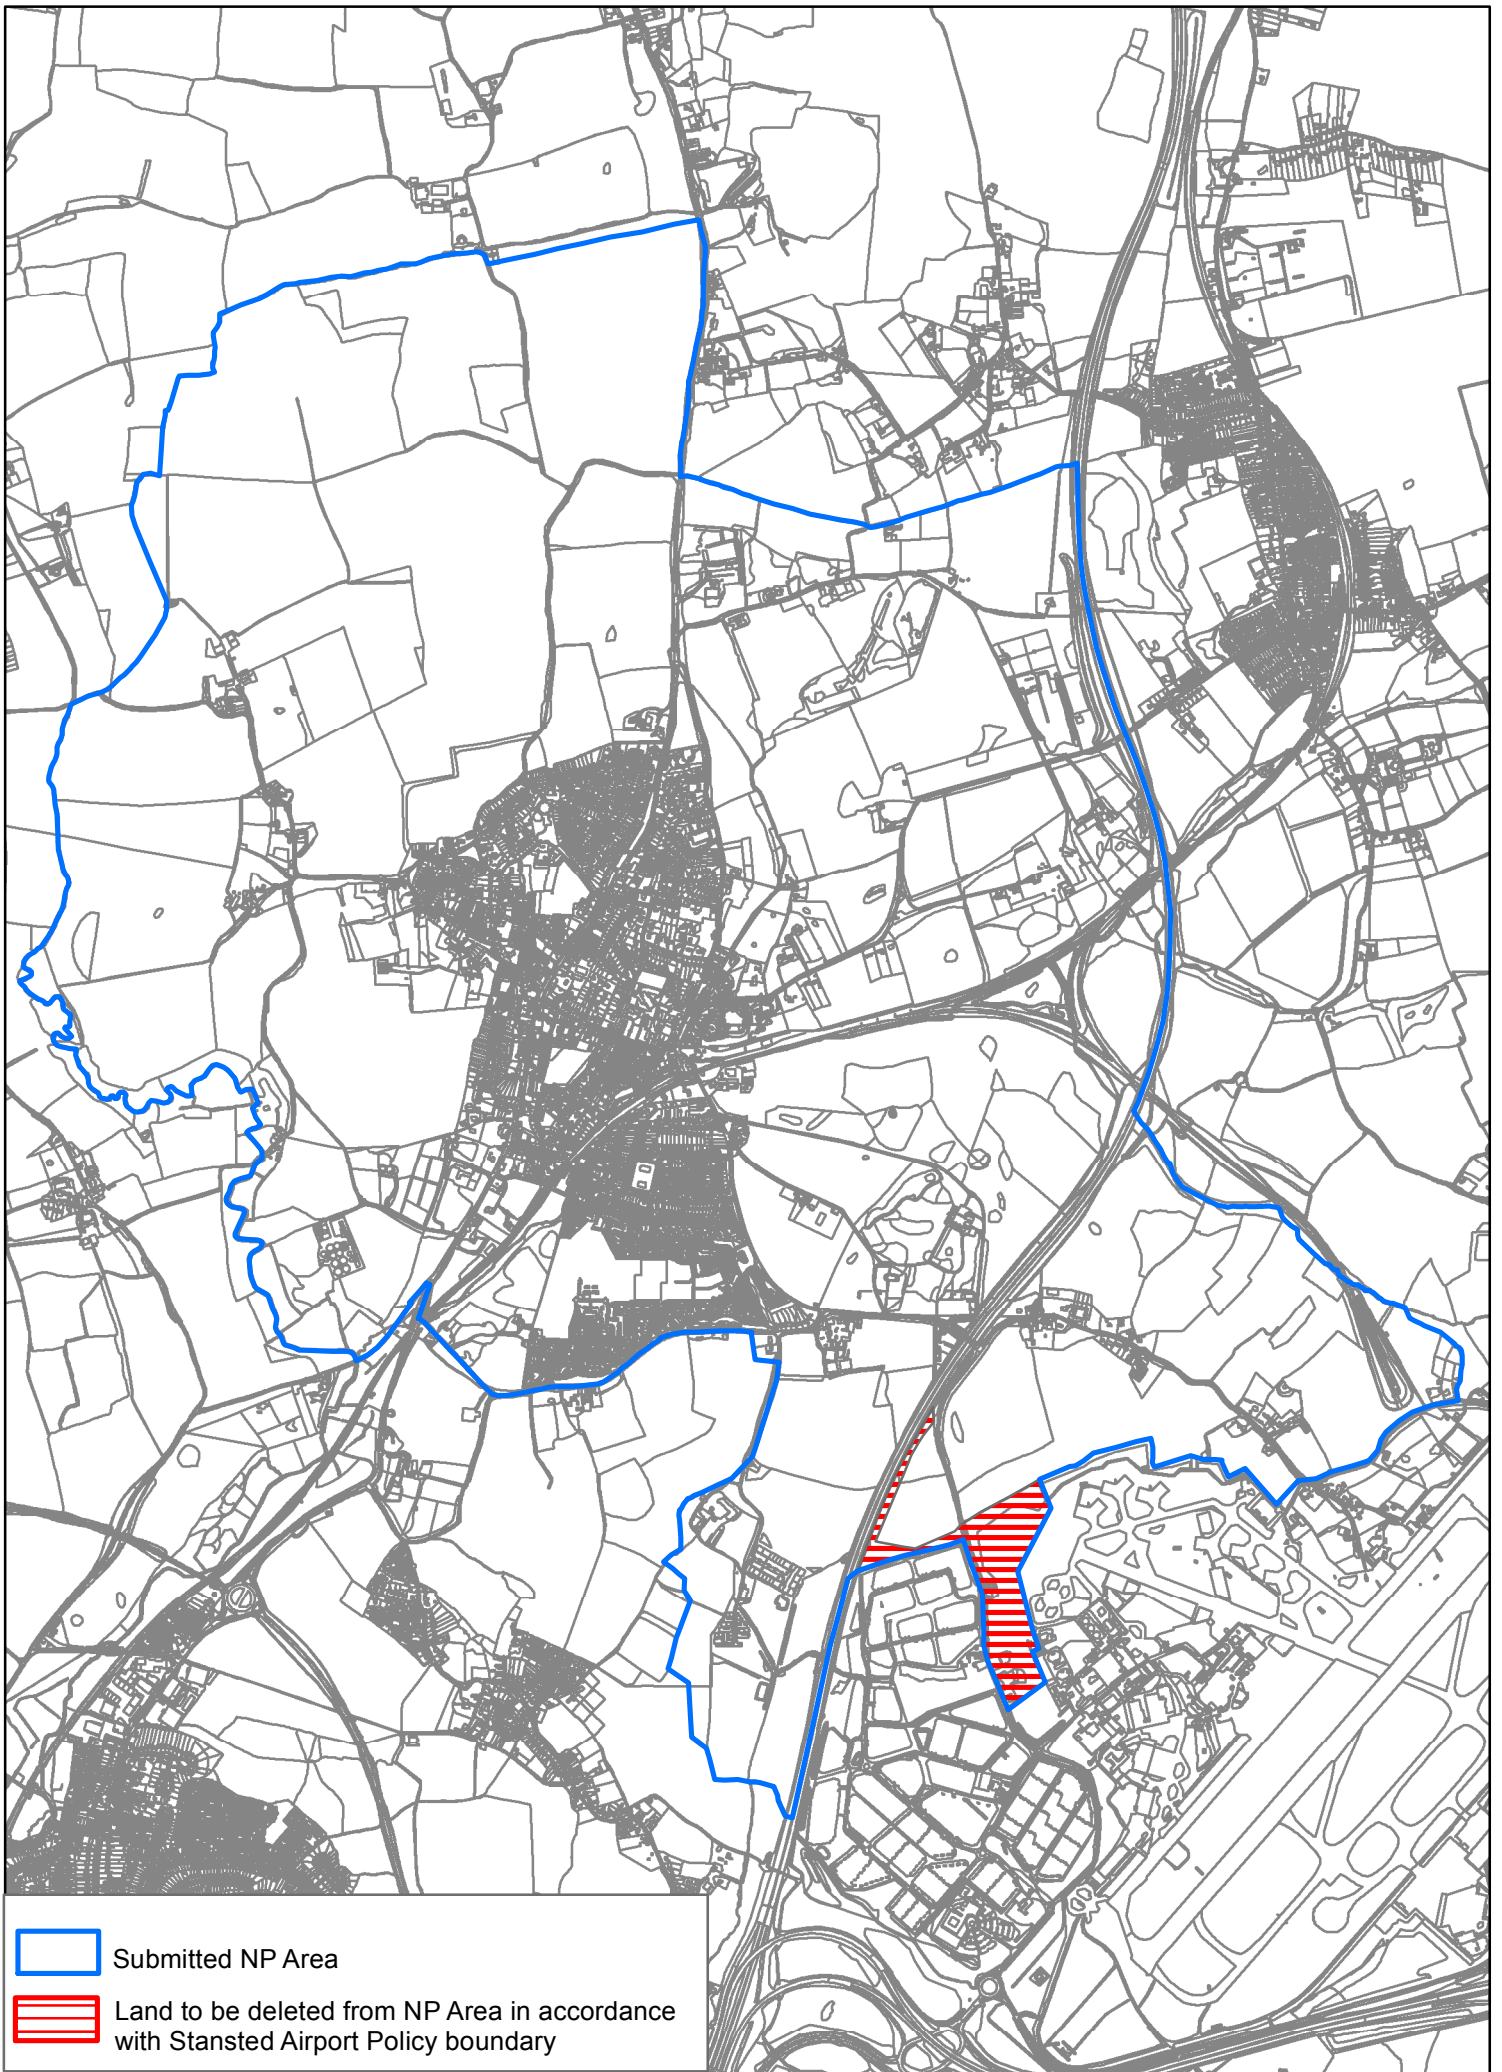 Submitted NP Area
Land to be deleted from NP Area in accordance
with Stansted Airport Policy boundary